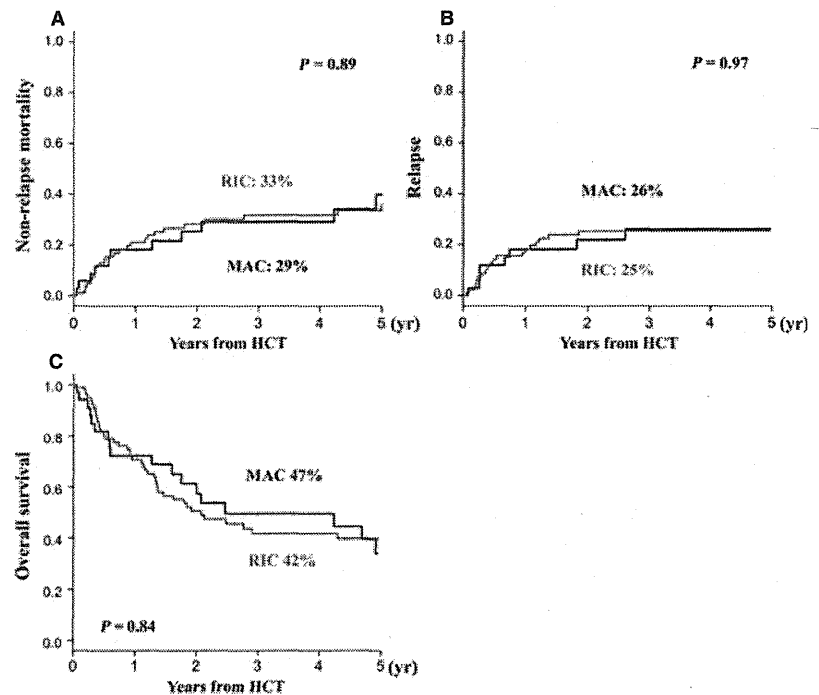 A
Non-relapse mortality
1.0
0.8
0.6
0.4
0.2
0.0
P = 0.89
RIC: 33%
MAC: 29%
0 1 2 3 4 5 (yr)
Years from HCT
B
Relapse
1.0
0.8
0.6
0.4
0.2
0.0
P = 0.97
MAC: 26%
RIC: 25%
0 1 2 3 4 5 (yr)
Years from HCT
C
Overall survival
1.0
0.8
0.6
0.4
0.2
0.0
MAC 47%
RIC 42%
P = 0.84
0 1 2 3 4 5 (yr)
Years from HCT